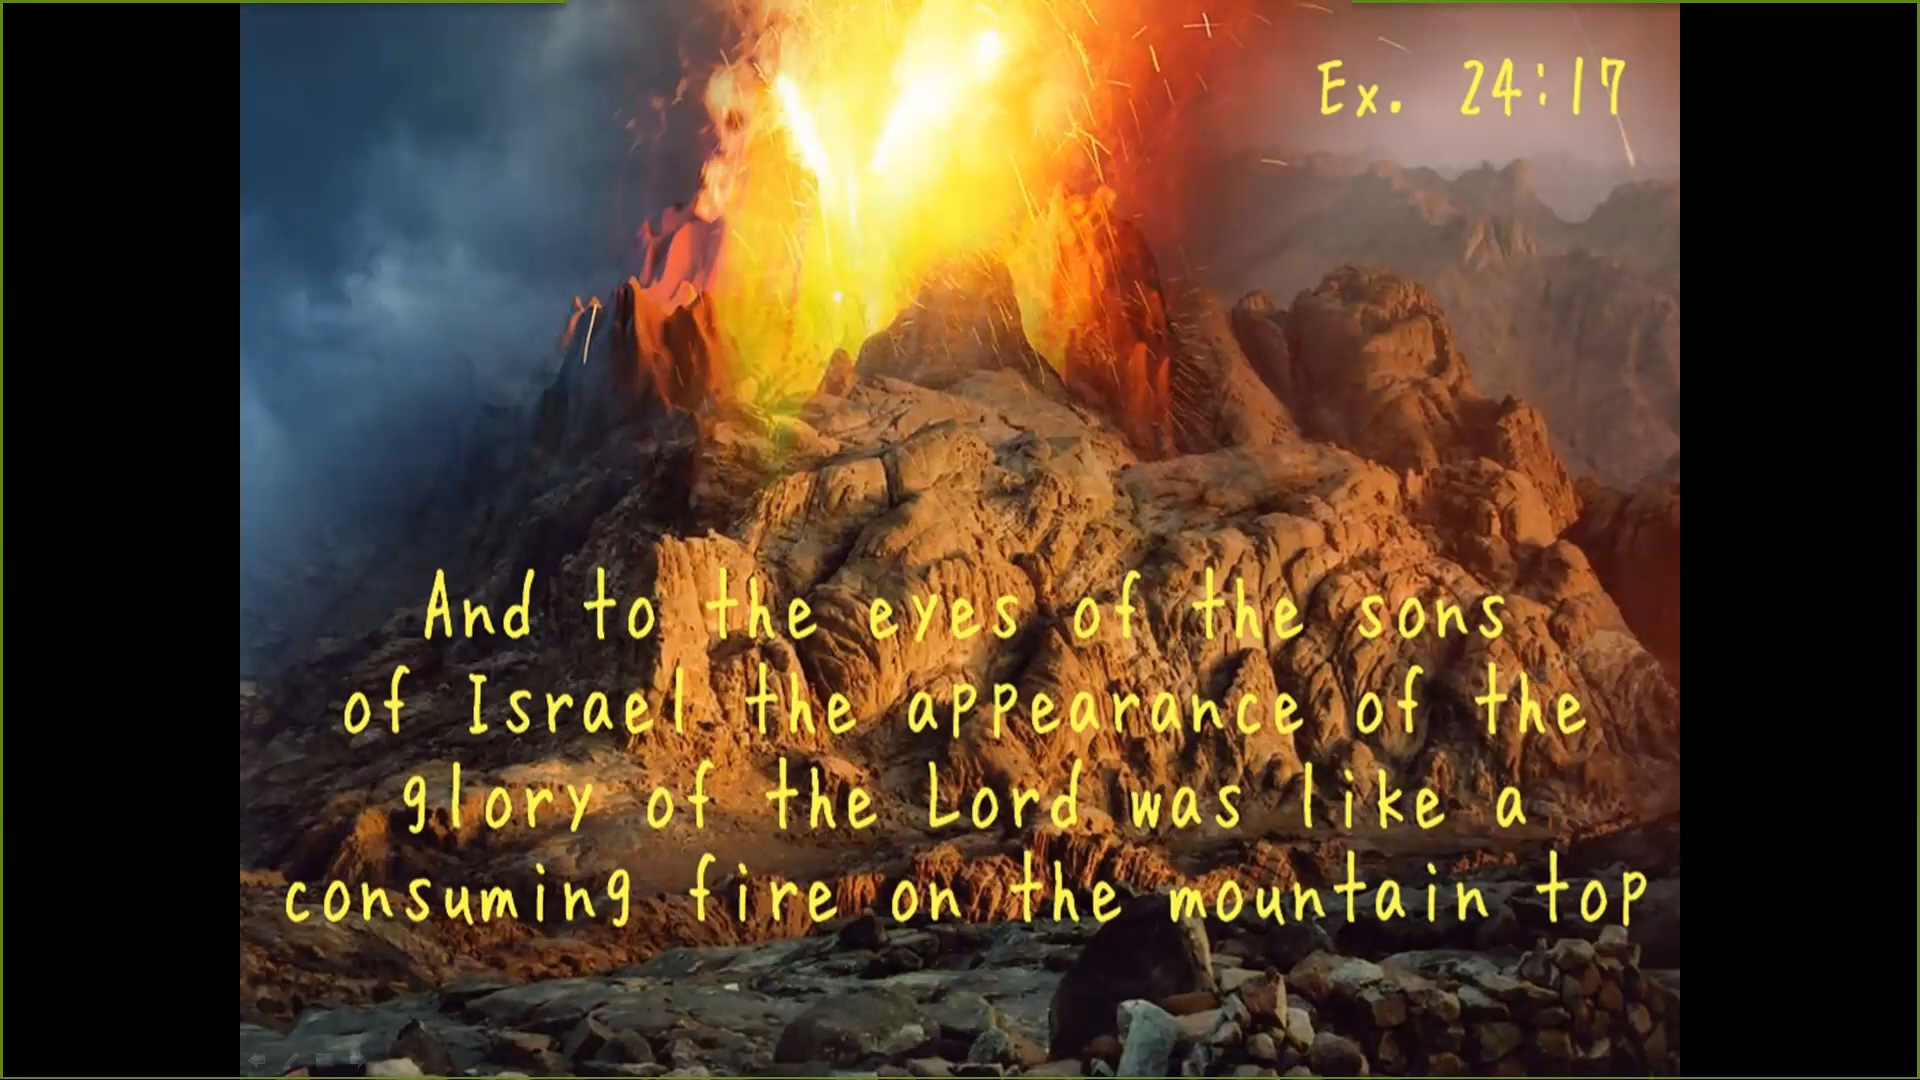 Ex. 24:17
And to the eyes of the sons
of Israel the appearance of the
glory of the Lord was like a
consuming fire on the mountain top